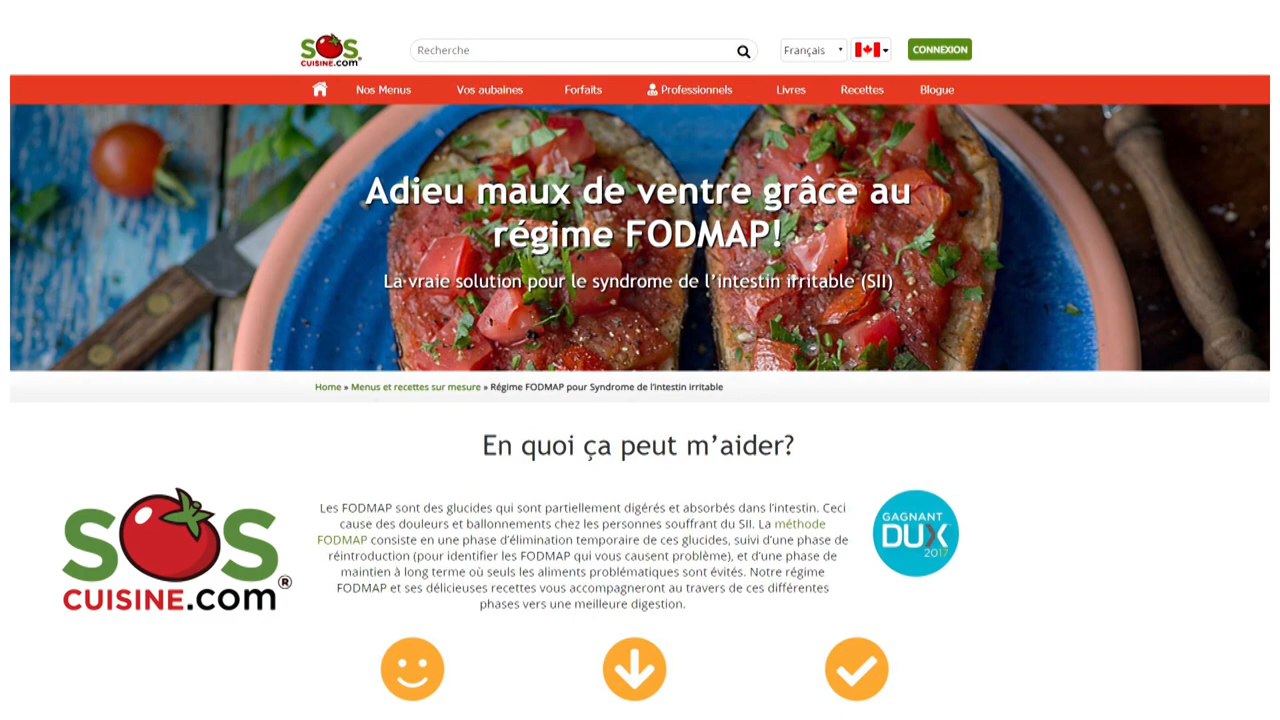 SOS
CUISINE.com
Recherche
Français
CONNEXION
Nos Menus
Vos aubaines
Forfaits
Professionnels
Livres
Recettes
Blogue
Adieu maux de ventre grâce au
régime FODMAP!
La vraie solution pour le syndrome de l'intestin irritable (SII)
Home » Menus et recettes sur mesure » Régime FODMAP pour Syndrome de l'intestin irritable
En quoi ça peut m'aider?
SOS
CUISINE.com®
Les FODMAP sont des glucides qui sont partiellement digérés et absorbés dans l'intestin. Ceci
cause des douleurs et ballonnements chez les personnes souffrant du SII. La méthode
FODMAP consiste en une phase d'élimination temporaire de ces glucides, suivi d'une phase de
réintroduction (pour identifier les FODMAP qui vous causent problème), et d'une phase de
maintien à long terme où seuls les aliments problématiques sont évités. Notre régime
FODMAP et ses délicieuses recettes vous accompagneront au travers de ces différentes
phases vers une meilleure digestion.
GAGNANT
DUX
2017